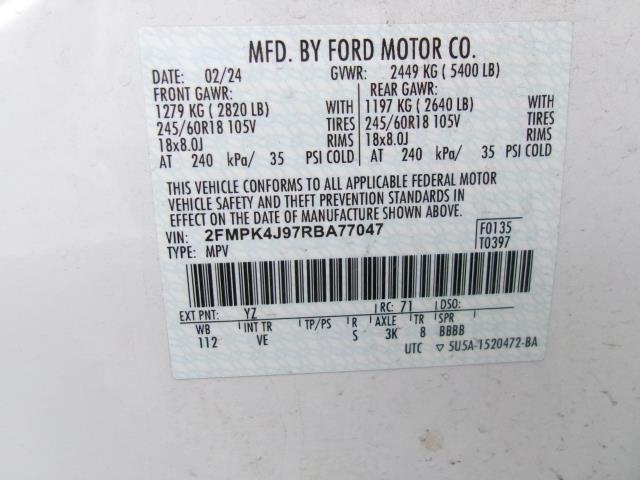 MFD. BY FORD MOTOR CO.
DATE: 02/24 GVWR: 2449 KG ( 5400 LB)
FRONT GAWR: REAR GAWR:
1279 KG ( 2820 LB) WITH 1197 KG ( 2640 LB) WITH
245/60R18 105V TIRES 245/60R18 105V TIRES
18x8.0J RIMS 18x8.0J RIMS
AT 240 kPa/ 35 PSI COLD AT 240 kPa/ 35 PSI COLD
THIS VEHICLE CONFORMS TO ALL APPLICABLE FEDERAL MOTOR
VEHICLE SAFETY AND THEFT PREVENTION STANDARDS
IN EFFECT ON THE DATE OF MANUFACTURE SHOWN ABOVE.
VIN: 2FMPK4J97RBA77047 F0135
TYPE: MPV T0397
EXT PNT: YZ RC: 71 DSO:
WB INT TR TP/PS R AXLE TR SPR
112 VE S 3K 8 BBBB
UTC ▽ 5U5A-1520472-BA